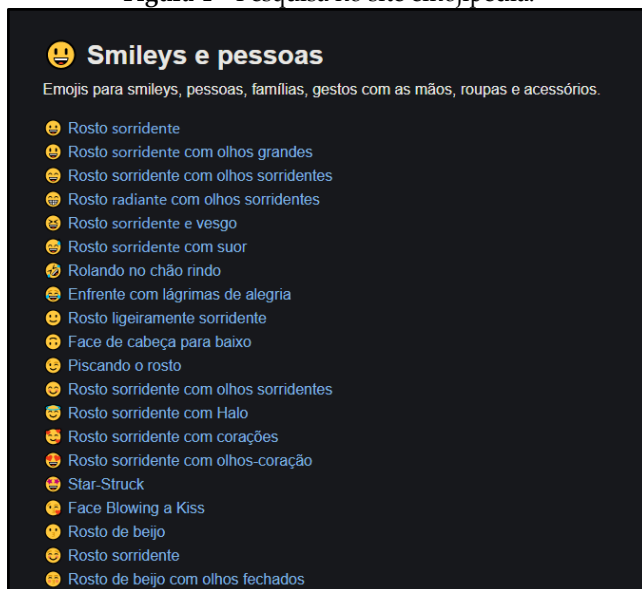 Smileys e pessoas
Emojis para smileys, pessoas, famílias, gestos com as mãos, roupas e acessórios.
Rosto sorridente
Rosto sorridente com olhos grandes
Rosto sorridente com olhos sorridentes
Rosto radiante com olhos sorridentes
Rosto sorridente e vesgo
Rosto sorridente com suor
Rolando no chão rindo
Enfrente com lágrimas de alegria
Rosto ligeiramente sorridente
Face de cabeça para baixo
Piscando o rosto
Rosto sorridente com olhos sorridentes
Rosto sorridente com Halo
Rosto sorridente com corações
Rosto sorridente com olhos-coração
Star-Struck
Face Blowing a Kiss
Rosto de beijo
Rosto sorridente
Rosto de beijo com olhos fechados